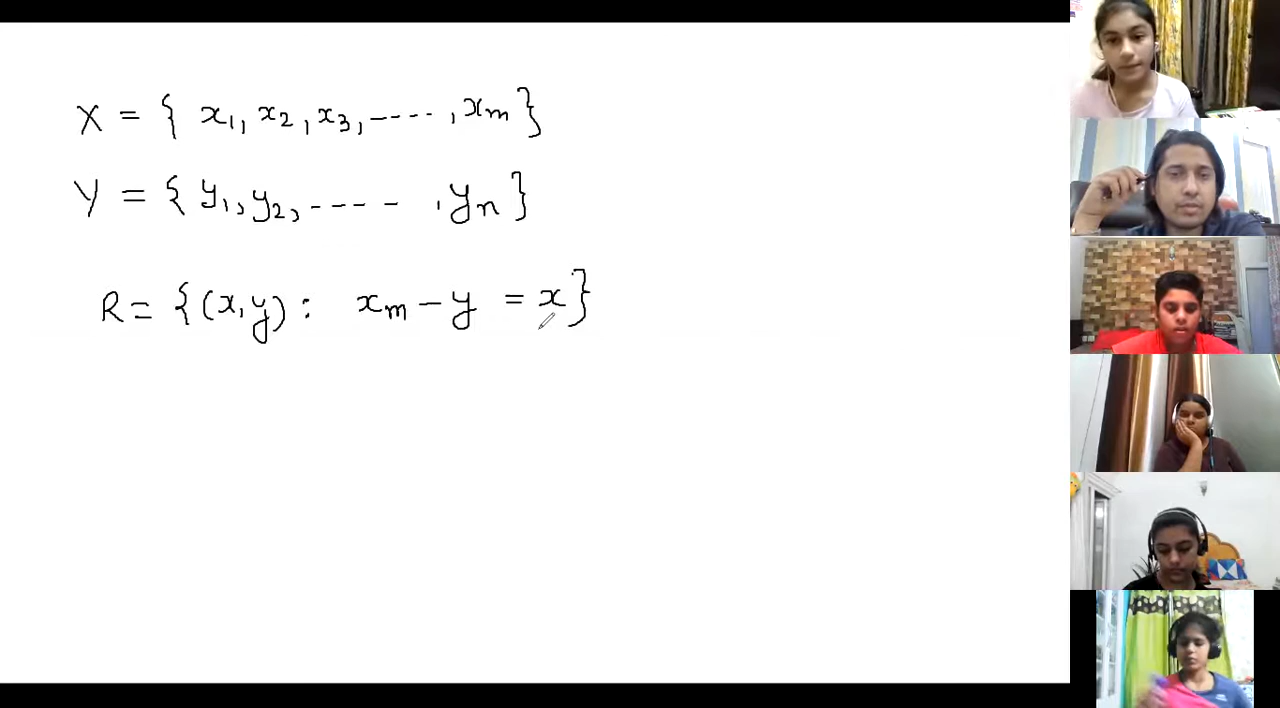 X = { x₁, x₂, x₃, ----, xₘ }
Y = { y₁, y₂, ----, yₙ }
R = {(x, y) : xₘ - y = x}